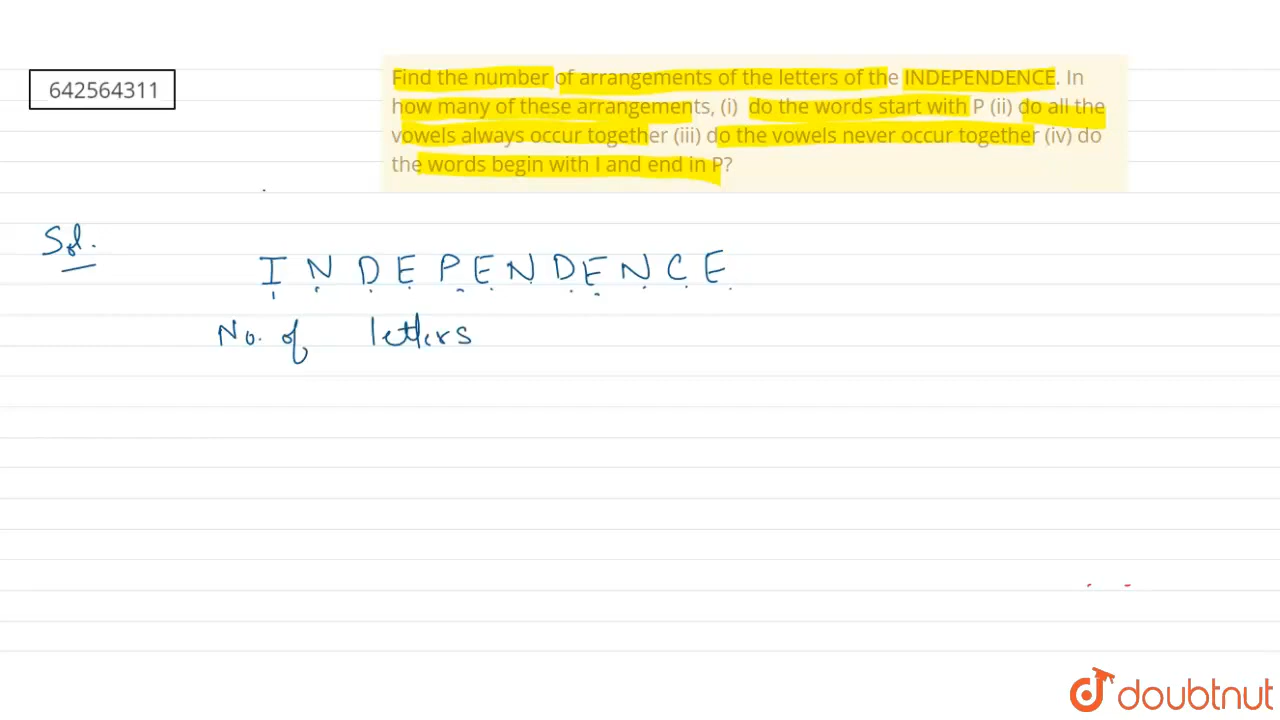 642564311
Find the number of arrangements of the letters of the INDEPENDENCE. In
how many of these arrangements, (i) do the words start with P (ii) do all the
vowels always occur together (iii) do the vowels never occur together (iv) do
the words begin with I and end in P?
Sol.
I N D E P E N D E N C E
No. of letters
doubtnut